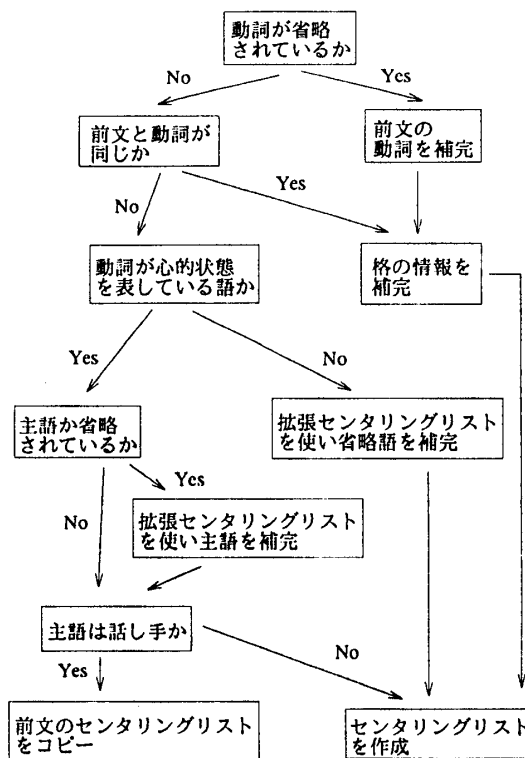 動詞が省略
されているか
No
Yes
前文と動詞が
同じか
前文の
動詞を補完
Yes
No
動詞が心的状態
を表している語か
格の情報を
補完
Yes
No
主語か省略
されているか
拡張センタリングリスト
を使い省略語を補完
Yes
No
拡張センタリングリスト
を使い主語を補完
主語は話し手か
No
Yes
前文のセンタリングリスト
をコピー
センタリングリスト
を作成